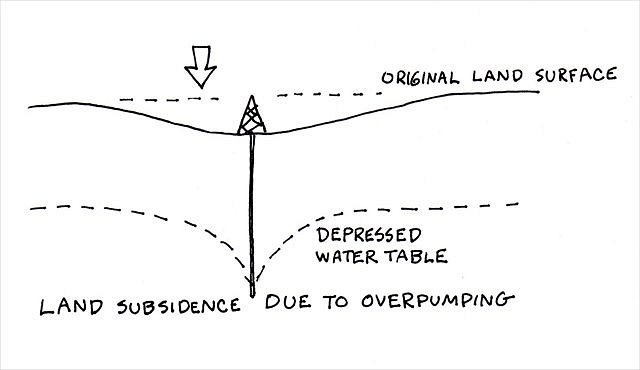 ORIGINAL LAND SURFACE
DEPRESSED
WATER TABLE
LAND SUBSIDENCE DUE TO OVERPUMPING